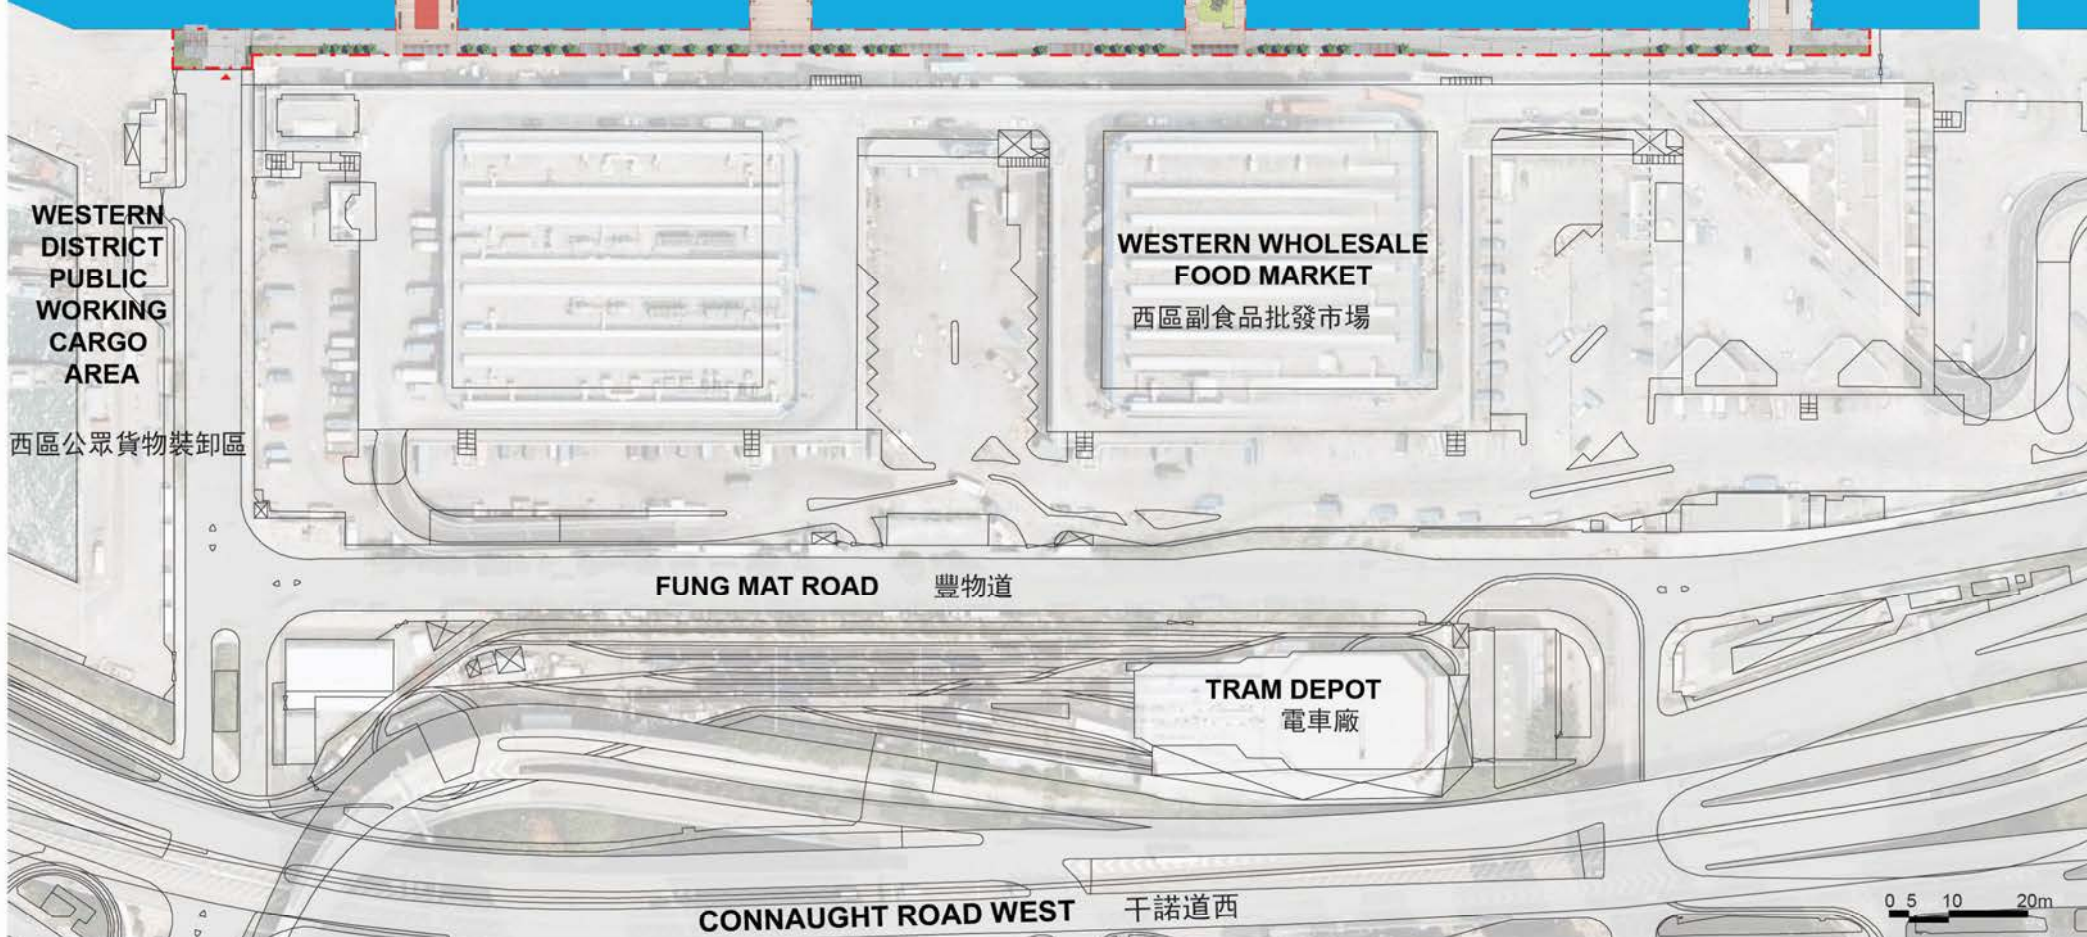 WESTERN
DISTRICT
PUBLIC
WORKING
CARGO
AREA
西區公眾貨物裝卸區
WESTERN WHOLESALE
FOOD MARKET
西區副食品批發市場
FUNG MAT ROAD 豐物道
TRAM DEPOT
電車廠
CONNAUGHT ROAD WEST 干諾道西
0 5 10 20m